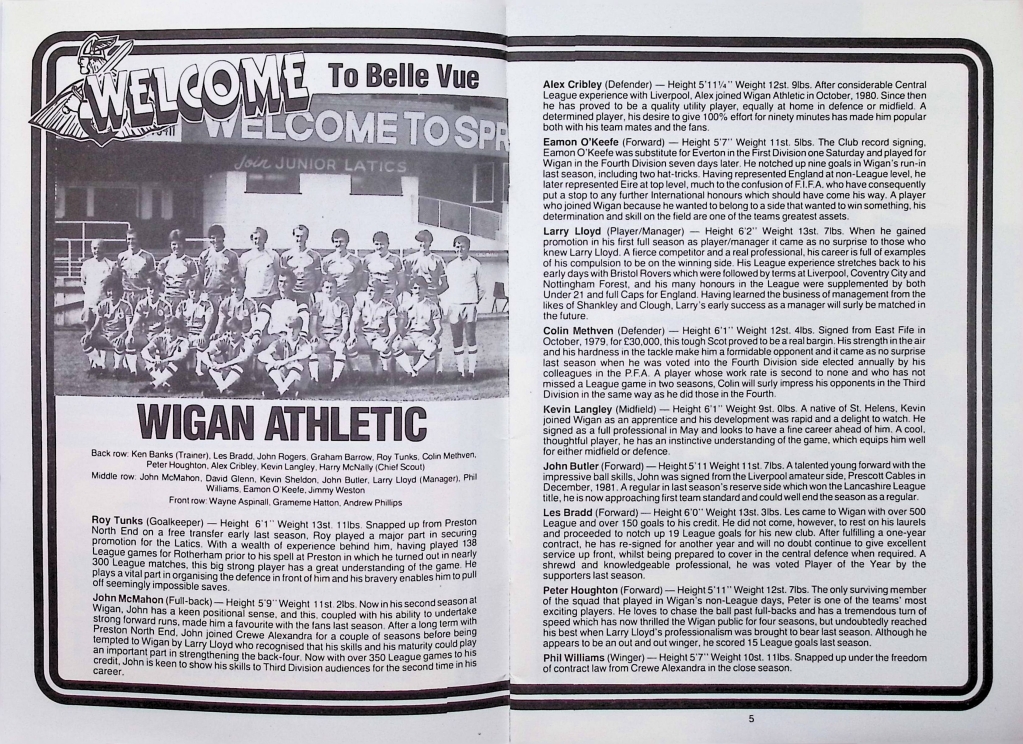 WELCOME To Belle Vue
WELCOME TO SPR
Join JUNIOR LATICS
WIGAN ATHLETIC
Back row: Ken Banks (Trainer), Les Bradd, John Rogers, Graham Barrow, Roy Tunks, Colin Methven,
Peter Houghton, Alex Cribley, Kevin Langley, Harry McNally (Chief Scout)
Middle row: John McMahon, David Glenn, Kevin Sheldon, John Butler, Larry Lloyd (Manager), Phil
Williams, Eamon O'Keefe, Jimmy Weston
Front row: Wayne Aspinall, Grameme Hatton, Andrew Phillips
Roy Tunks (Goalkeeper) — Height 6'1'' Weight 13st. 11lbs. Snapped up from Preston
North End on a free transfer early last season, Roy played a major part in securing
promotion for the Latics. With a wealth of experience behind him, having played 138
League games for Rotherham prior to his spell at Preston in which he turned out in nearly
300 League matches, this big strong player has a great understanding of the game. He
plays a vital part in organising the defence in front of him and his bravery enables him to pull
off seemingly impossible saves.
John McMahon (Full-back) — Height 5'9'' Weight 11st. 2lbs. Now in his second season at
Wigan, John has a keen positional sense, and this, coupled with his ability to undertake
strong forward runs, made him a favourite with the fans last season. After a long term with
Preston North End, John joined Crewe Alexandra for a couple of seasons before being
tempted to Wigan by Larry Lloyd who recognised that his skills and his maturity could play
an important part in strengthening the back-four. Now with over 350 League games to his
credit, John is keen to show his skills to Third Division audiences for the second time in his
career.
Alex Cribley (Defender) — Height 5'11¼'' Weight 12st. 9lbs. After considerable Central
League experience with Liverpool, Alex joined Wigan Athletic in October, 1980. Since then
he has proved to be a quality utility player, equally at home in defence or midfield. A
determined player, his desire to give 100% effort for ninety minutes has made him popular
both with his team mates and the fans.
Eamon O'Keefe (Forward) — Height 5'7'' Weight 11st. 5lbs. The Club record signing,
Eamon O'Keefe was substitute for Everton in the First Division one Saturday and played for
Wigan in the Fourth Division seven days later. He notched up nine goals in Wigan's run-in
last season, including two hat-tricks. Having represented England at non-League level, he
later represented Eire at top level, much to the confusion of F.I.F.A. who have consequently
put a stop to any further International honours which should have come his way. A player
who joined Wigan because he wanted to belong to a side that wanted to win something, his
determination and skill on the field are one of the teams greatest assets.
Larry Lloyd (Player/Manager) — Height 6'2'' Weight 13st. 7lbs. When he gained
promotion in his first full season as player/manager it came as no surprise to those who
knew Larry Lloyd. A fierce competitor and a real professional, his career is full of examples
of his compulsion to be on the winning side. His League experience stretches back to his
early days with Bristol Rovers which were followed by terms at Liverpool, Coventry City and
Nottingham Forest, and his many honours in the League were supplemented by both
Under 21 and full Caps for England. Having learned the business of management from the
likes of Shankley and Clough, Larry's early success as a manager will surly be matched in
the future.
Colin Methven (Defender) — Height 6'1'' Weight 12st. 4lbs. Signed from East Fife in
October, 1979, for £30,000, this tough Scot proved to be a real bargin. His strength in the air
and his hardness in the tackle make him a formidable opponent and it came as no surprise
last season when he was voted into the Fourth Division side elected annually by his
colleagues in the P.F.A. A player whose work rate is second to none and who has not
missed a League game in two seasons, Colin will surly impress his opponents in the Third
Division in the same way as he did those in the Fourth.
Kevin Langley (Midfield) — Height 6'1'' Weight 9st. 0lbs. A native of St. Helens, Kevin
joined Wigan as an apprentice and his development was rapid and a delight to watch. He
signed as a full professional in May and looks to have a fine career ahead of him. A cool,
thoughtful player, he has an instinctive understanding of the game, which equips him well
for either midfield or defence.
John Butler (Forward) — Height 5'11 Weight 11st. 7lbs. A talented young forward with the
impressive ball skills, John was signed from the Liverpool amateur side, Prescott Cables in
December, 1981. A regular in last season's reserve side which won the Lancashire League
title, he is now approaching first team standard and could well end the season as a regular.
Les Bradd (Forward) — Height 6'0'' Weight 13st. 3lbs. Les came to Wigan with over 500
League and over 150 goals to his credit. He did not come, however, to rest on his laurels
and proceeded to notch up 19 League goals for his new club. After fulfilling a one-year
contract, he has re-signed for another year and will no doubt continue to give excellent
service up front, whilst being prepared to cover in the central defence when required. A
shrewd and knowledgeable professional, he was voted Player of the Year by the
supporters last season.
Peter Houghton (Forward) — Height 5'11'' Weight 12st. 7lbs. The only surviving member
of the squad that played in Wigan's non-League days, Peter is one of the teams' most
exciting players. He loves to chase the ball past full-backs and has a tremendous turn of
speed which has now thrilled the Wigan public for four seasons, but undoubtedly reached
his best when Larry Lloyd's professionalism was brought to bear last season. Although he
appears to be an out and out winger, he scored 15 League goals last season.
Phil Williams (Winger) — Height 5'7'' Weight 10st. 11lbs. Snapped up under the freedom
of contract law from Crewe Alexandra in the close season.
5